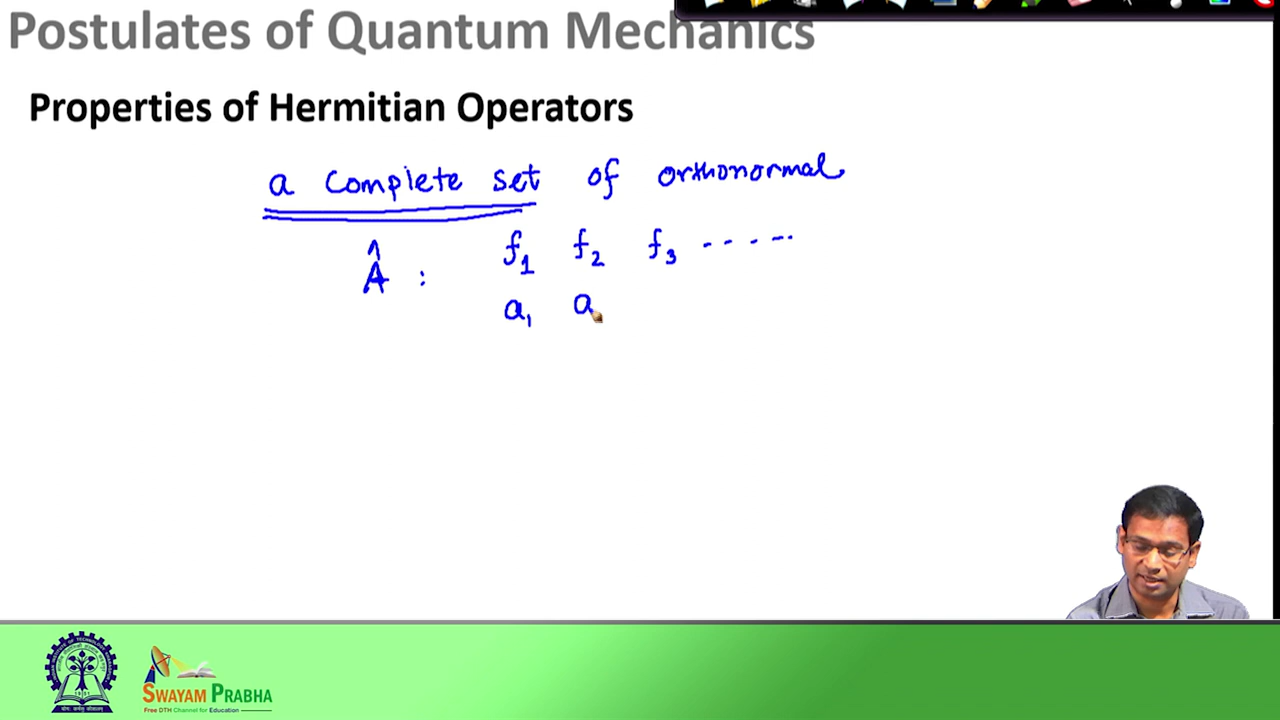 Postulates of Quantum Mechanics
Properties of Hermitian Operators
a complete set of orthonormal
Â : f₁ f₂ f₃ -----
a₁ a
SWAYAM PRABHA
Free DTH Channel for Education